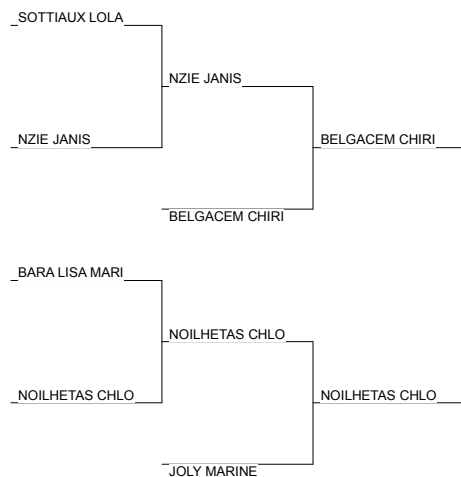 SOTTIAUX LOLA
NZIE JANIS
NZIE JANIS
BELGACEM CHIRI
BELGACEM CHIRI
BARA LISA MARI
NOILHETAS CHLO
NOILHETAS CHLO
NOILHETAS CHLO
JOLY MARINE